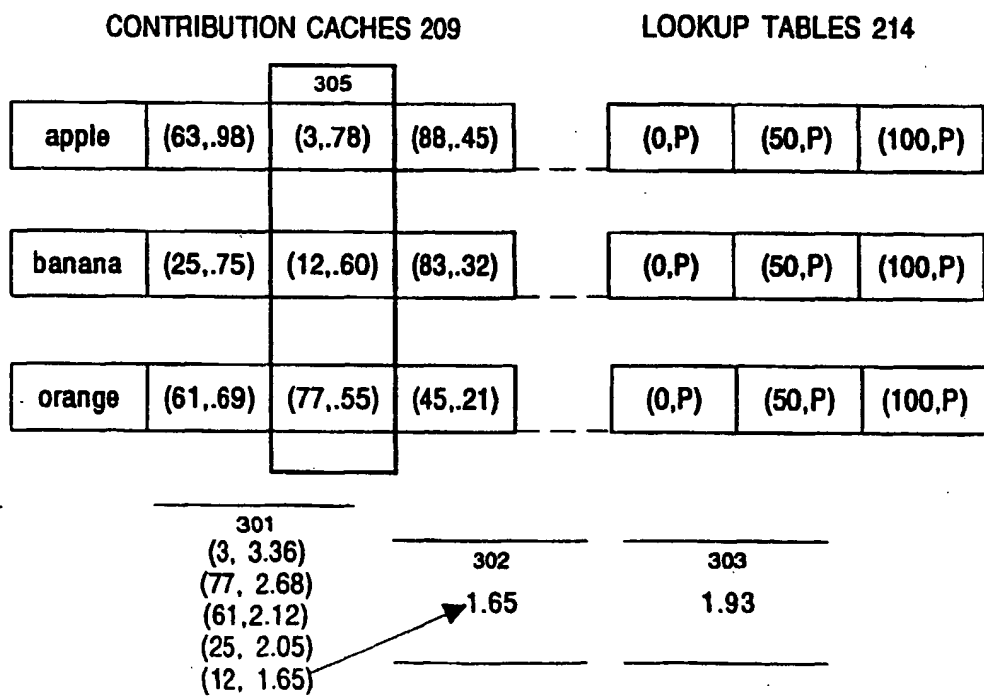 CONTRIBUTION CACHES 209 LOOKUP TABLES 214
305
apple (63,.98) (3,.78) (88,.45) (0,P) (50,P) (100,P)
banana (25,.75) (12,.60) (83,.32) (0,P) (50,P) (100,P)
orange (61,.69) (77,.55) (45,.21) (0,P) (50,P) (100,P)
301
(3, 3.36)
(77, 2.68)
(61,2.12)
(25, 2.05)
(12, 1.65)
302
1.65
303
1.93